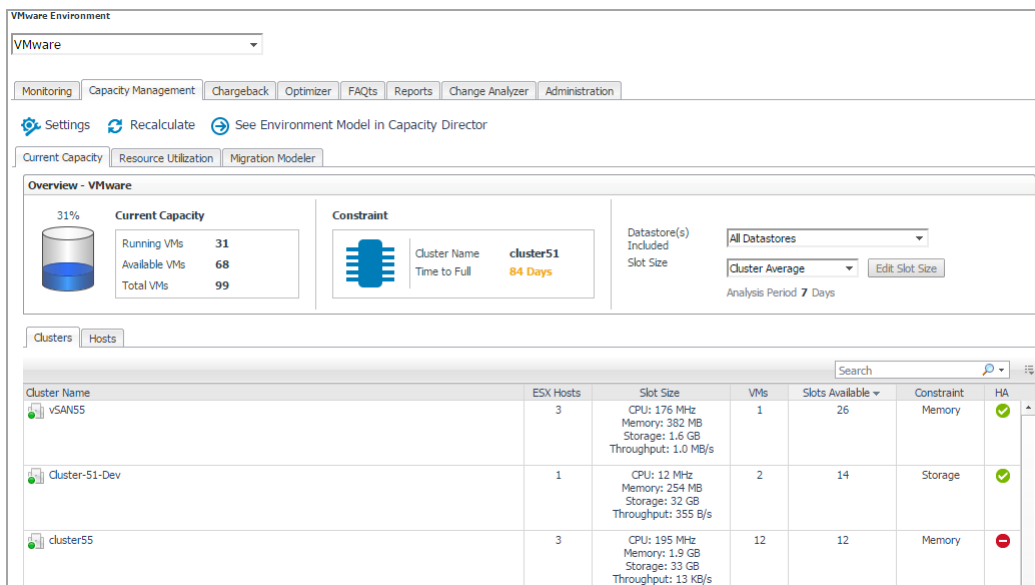 VMware Environment
VMware
Monitoring Capacity Management Chargeback Optimizer FAQts Reports Change Analyzer Administration
Settings Recalculate See Environment Model in Capacity Director
Current Capacity Resource Utilization Migration Modeler
Overview - VMware
31% Current Capacity
Running VMs 31
Available VMs 68
Total VMs 99
Constraint
Cluster Name cluster51
Time to Full 84 Days
Datastore(s)
Included
All Datastores
Slot Size Cluster Average Edit Slot Size
Analysis Period 7 Days
Clusters Hosts
Search
Cluster Name ESX Hosts Slot Size VMs Slots Available Constraint HA
vSAN55 3 CPU: 176 MHz 1 26 Memory
Memory: 382 MB
Storage: 1.6 GB
Throughput: 1.0 MB/s
Cluster-51-Dev 1 CPU: 12 MHz 2 14 Storage
Memory: 254 MB
Storage: 32 GB
Throughput: 355 B/s
cluster55 3 CPU: 195 MHz 12 12 Memory
Memory: 1.9 GB
Storage: 33 GB
Throughput: 13 KB/s